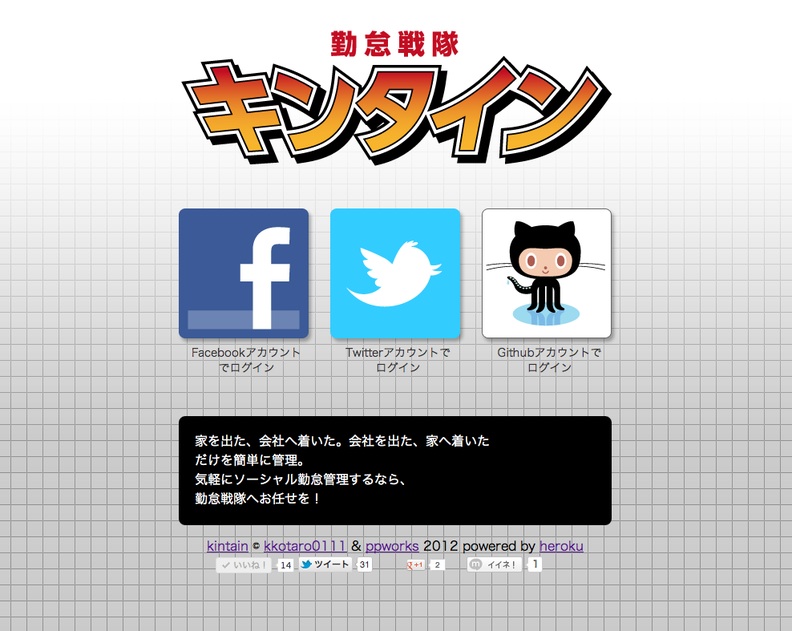 勤怠戦隊
キンタイン
f
Facebookアカウント
でログイン
Twitterアカウントで
ログイン
Githubアカウントで
ログイン
家を出た、会社へ着いた。会社を出た、家へ着いた
だけを簡単に管理。
気軽にソーシャル勤怠管理するなら、
勤怠戦隊へお任せを！
kintain © kkotaro0111 & ppworks 2012 powered by heroku
いいね！ 14 ツイート 31 g+1 2 m イイネ！ 1